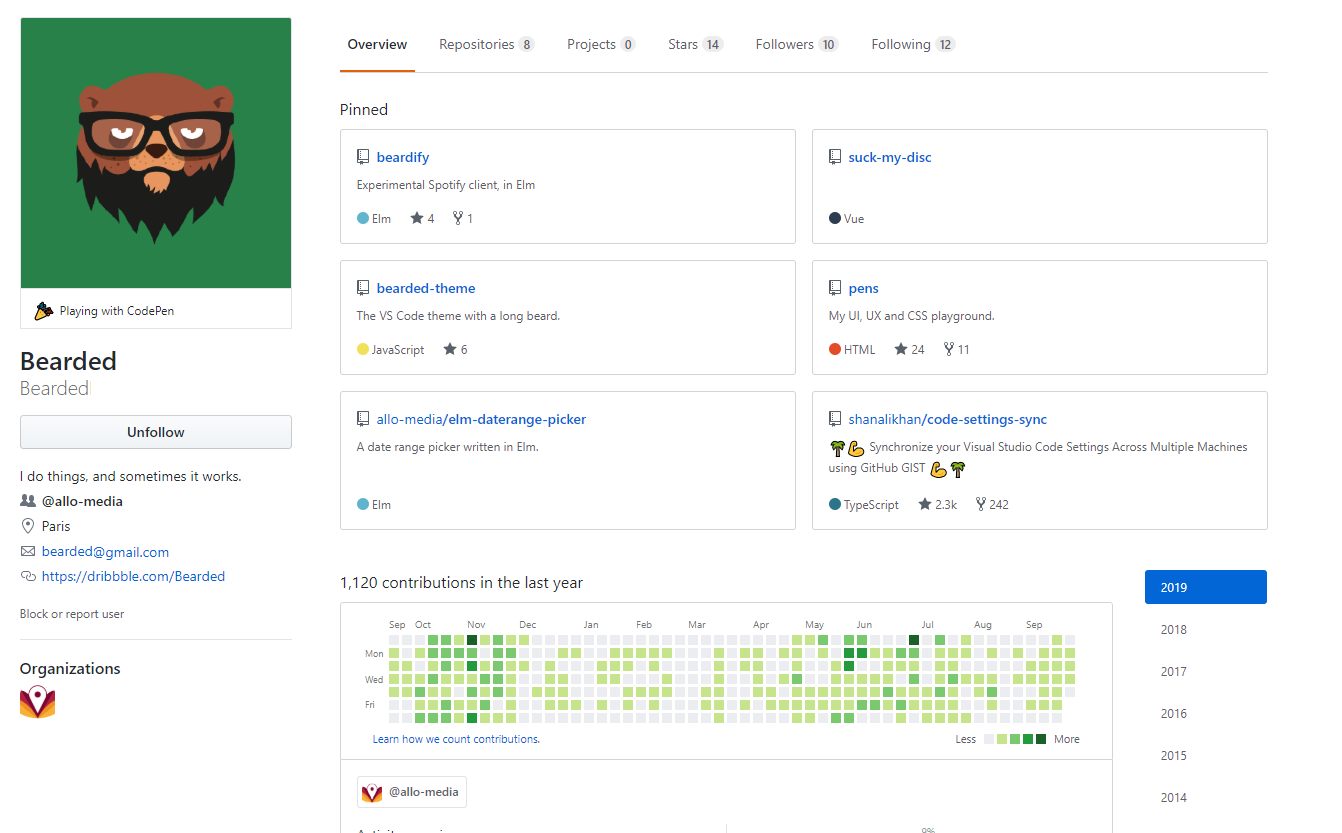 Overview Repositories 8 Projects 0 Stars 14 Followers 10 Following 12
Playing with CodePen
Bearded
Bearded
Unfollow
I do things, and sometimes it works.
@allo-media
Paris
bearded@gmail.com
https://dribbble.com/Bearded
Block or report user
Organizations
Pinned
beardify
Experimental Spotify client, in Elm
Elm 4 1
suck-my-disc
Vue
bearded-theme
The VS Code theme with a long beard.
JavaScript 6
pens
My UI, UX and CSS playground.
HTML 24 11
allo-media/elm-daterange-picker
A date range picker written in Elm.
Elm
shanalikhan/code-settings-sync
🌴💪 Synchronize your Visual Studio Code Settings Across Multiple Machines
using GitHub GIST 💪🌴
TypeScript 2.3k 242
1,120 contributions in the last year
Sep Oct Nov Dec Jan Feb Mar Apr May Jun Jul Aug Sep
Mon
Wed
Fri
Learn how we count contributions.
Less More
@allo-media
9%
2019
2018
2017
2016
2015
2014